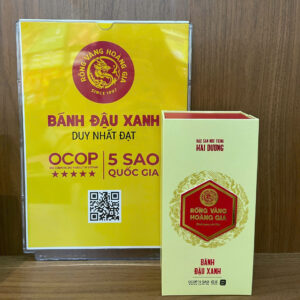 RỒNG VÀNG HOÀNG GIA
SINCE 1997
BÁNH ĐẬU XANH
DUY NHẤT ĐẠT
OCOP
5 SAO
QUỐC GIA
ĐẶC SẢN NỔI TIẾNG
HẢI DƯƠNG
RỒNG VÀNG
HOÀNG GIA
BÁNH
ĐẬU XANH